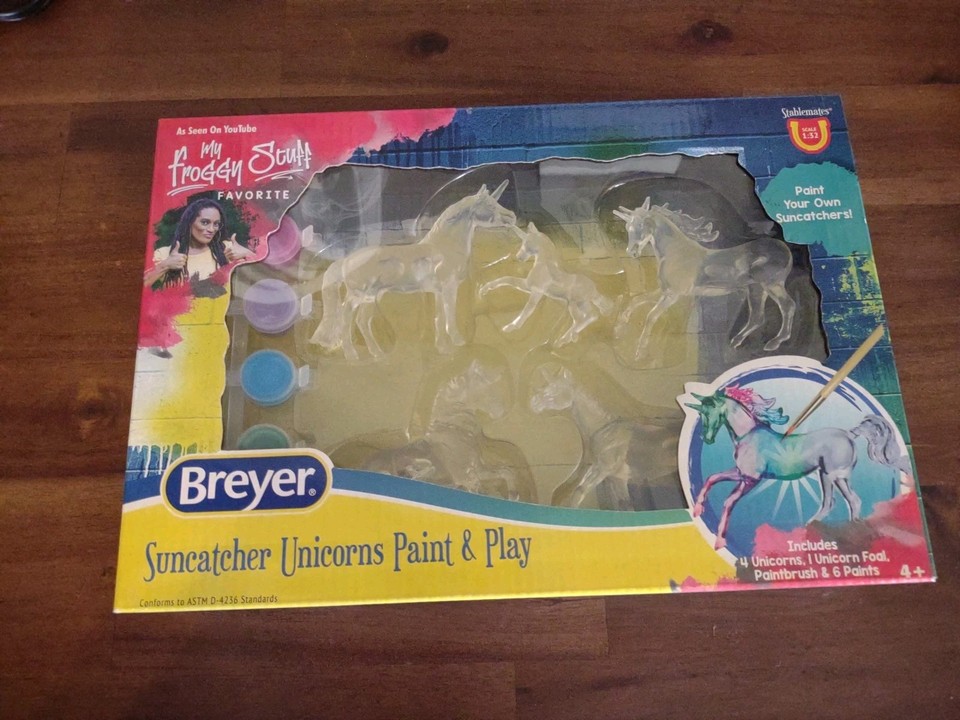 As Seen On YouTube
My
Froggy Stuff
FAVORITE
Stablemates®
SCALE
1:32
Paint
Your Own
Suncatchers!
Breyer®
Suncatcher Unicorns Paint & Play
Includes
4 Unicorns, 1 Unicorn Foal,
Paintbrush & 6 Paints
4+
Conforms to ASTM D-4236 Standards